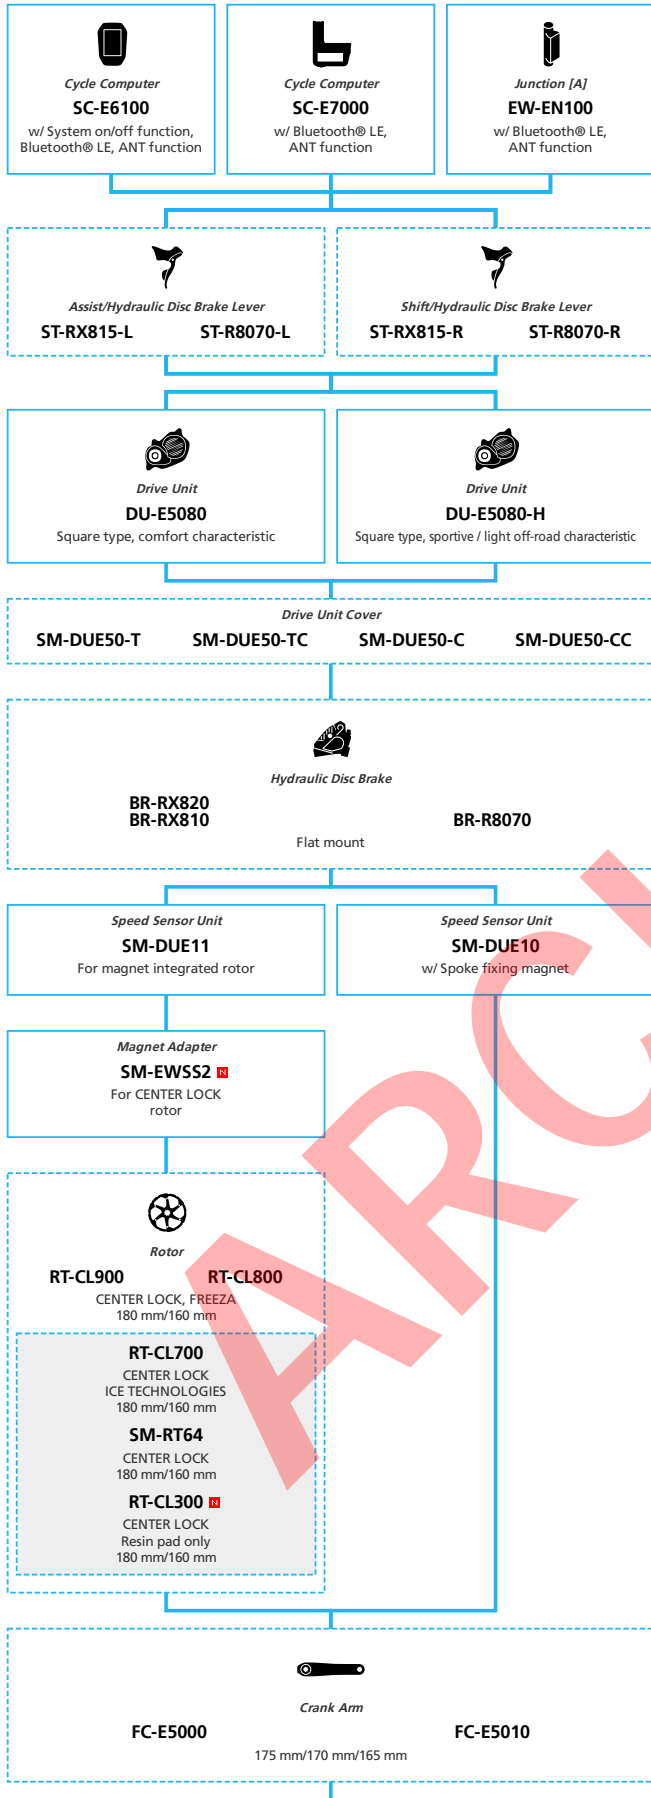 Cycle Computer
SC-E6100
w/ System on/off function,
Bluetooth® LE, ANT function
Cycle Computer
SC-E7000
w/ Bluetooth® LE,
ANT function
Junction [A]
EW-EN100
w/ Bluetooth® LE,
ANT function
Assist/Hydraulic Disc Brake Lever
ST-RX815-L ST-R8070-L
Shift/Hydraulic Disc Brake Lever
ST-RX815-R ST-R8070-R
Drive Unit
DU-E5080
Square type, comfort characteristic
Drive Unit
DU-E5080-H
Square type, sportive / light off-road characteristic
Drive Unit Cover
SM-DUE50-T SM-DUE50-TC SM-DUE50-C SM-DUE50-CC
Hydraulic Disc Brake
BR-RX820
BR-RX810 BR-R8070
Flat mount
Speed Sensor Unit
SM-DUE11
For magnet integrated rotor
Speed Sensor Unit
SM-DUE10
w/ Spoke fixing magnet
Magnet Adapter
SM-EWSS2 N
For CENTER LOCK
rotor
Rotor
RT-CL900 RT-CL800
CENTER LOCK, FREEZA
180 mm/160 mm
RT-CL700
CENTER LOCK
ICE TECHNOLOGIES
180 mm/160 mm
SM-RT64
CENTER LOCK
180 mm/160 mm
RT-CL300 N
CENTER LOCK
Resin pad only
180 mm/160 mm
Crank Arm
FC-E5000 FC-E5010
175 mm/170 mm/165 mm